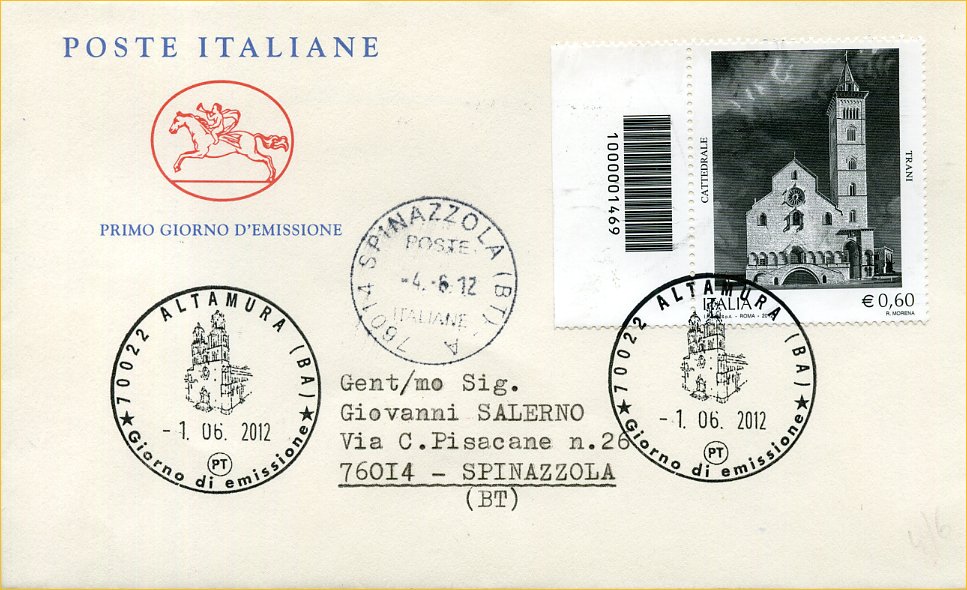 POSTE ITALIANE
PRIMO GIORNO D'EMISSIONE
1000001469
CATTEDRALE
TRANI
ITALIA
€ 0,60
- ROMA -
R. MORENA
76014 SPINAZZOLA (BT) - A
POSTE
-4.-6.12
ITALIANE
70022 ALTAMURA (BA)
-1. 06. 2012
PT
★ Giorno di emissione ★
70022 ALTAMURA (BA)
-1. 06. 2012
PT
★ Giorno di emissione ★
Gent/mo Sig.
Giovanni SALERNO
Via C.Pisacane n.26
760I4 - SPINAZZOLA
(BT)